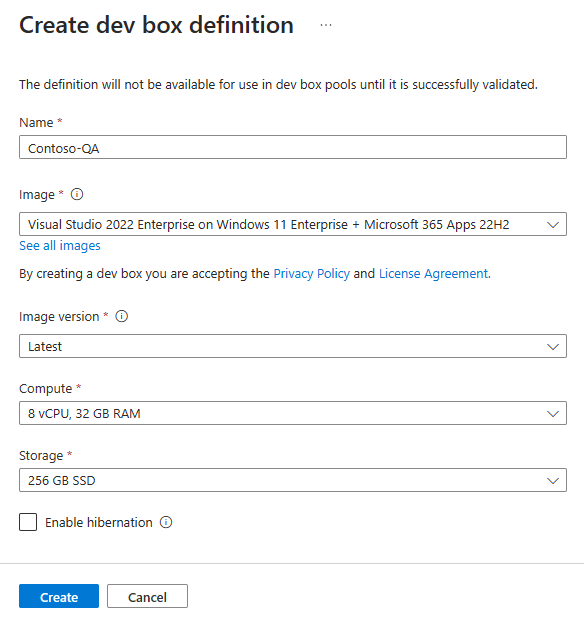 Create dev box definition ...
The definition will not be available for use in dev box pools until it is successfully validated.
Name *
Contoso-QA
Image *
Visual Studio 2022 Enterprise on Windows 11 Enterprise + Microsoft 365 Apps 22H2
See all images
By creating a dev box you are accepting the Privacy Policy and License Agreement.
Image version *
Latest
Compute *
8 vCPU, 32 GB RAM
Storage *
256 GB SSD
Enable hibernation
Create Cancel